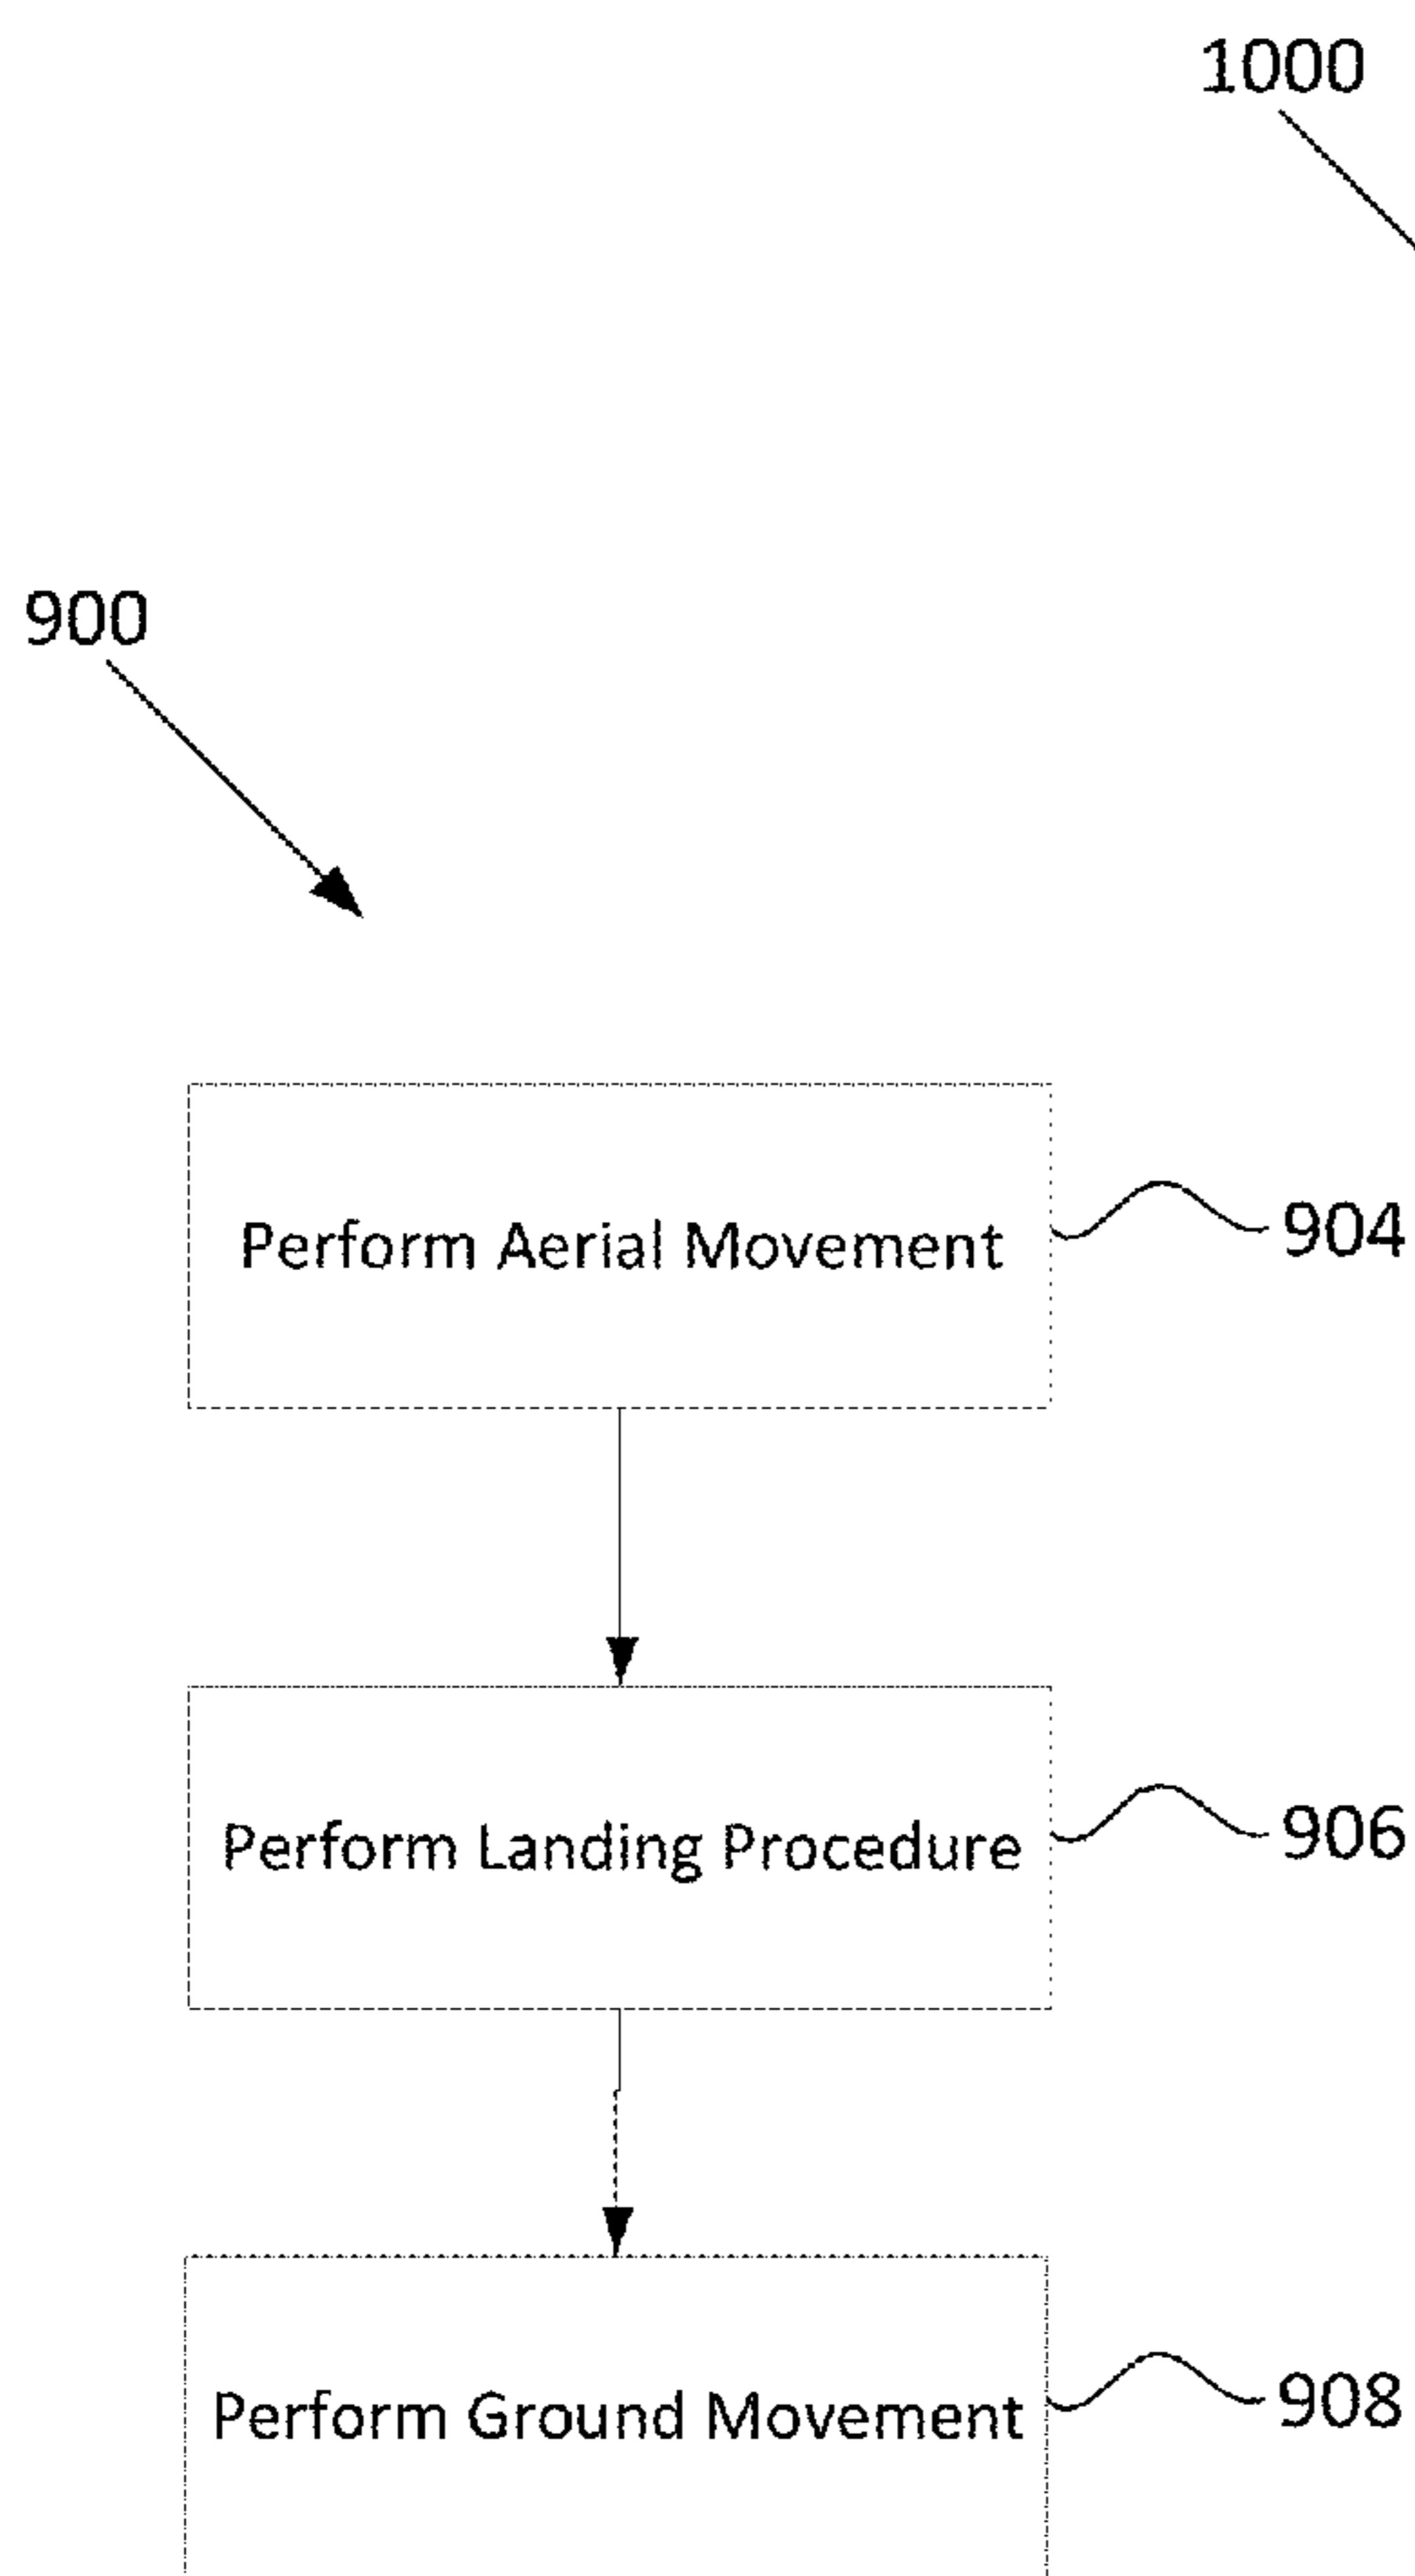 1000
900
Perform Aerial Movement
904
Perform Landing Procedure
906
Perform Ground Movement
908